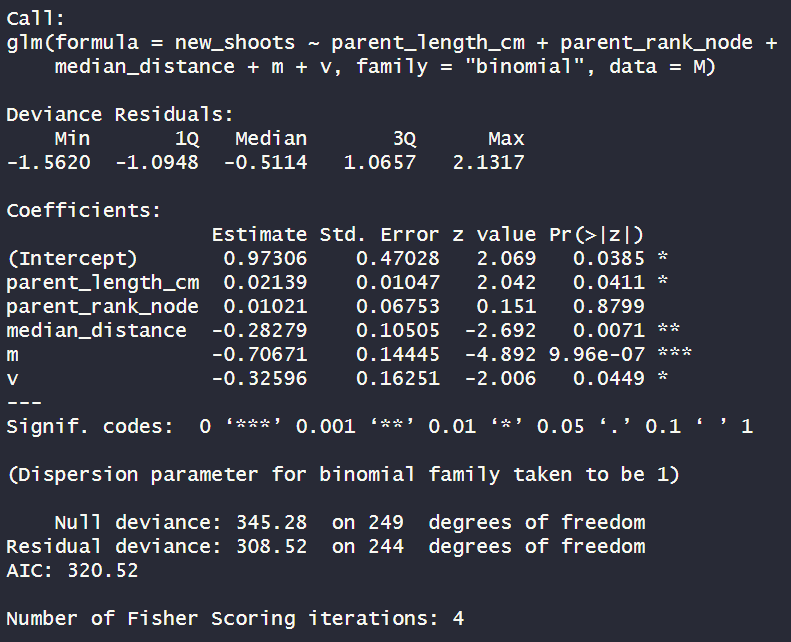 Call:
glm(formula = new_shoots ~ parent_length_cm + parent_rank_node +
    median_distance + m + v, family = "binomial", data = M)

Deviance Residuals:
    Min       1Q   Median       3Q      Max
-1.5620  -1.0948  -0.5114   1.0657   2.1317

Coefficients:
                 Estimate Std. Error z value Pr(>|z|)
(Intercept)       0.97306    0.47028   2.069   0.0385 *
parent_length_cm  0.02139    0.01047   2.042   0.0411 *
parent_rank_node  0.01021    0.06753   0.151   0.8799
median_distance  -0.28279    0.10505  -2.692   0.0071 **
m                -0.70671    0.14445  -4.892 9.96e-07 ***
v                -0.32596    0.16251  -2.006   0.0449 *
---
Signif. codes:  0 ‘***’ 0.001 ‘**’ 0.01 ‘*’ 0.05 ‘.’ 0.1 ‘ ’ 1

(Dispersion parameter for binomial family taken to be 1)

    Null deviance: 345.28  on 249  degrees of freedom
Residual deviance: 308.52  on 244  degrees of freedom
AIC: 320.52

Number of Fisher Scoring iterations: 4